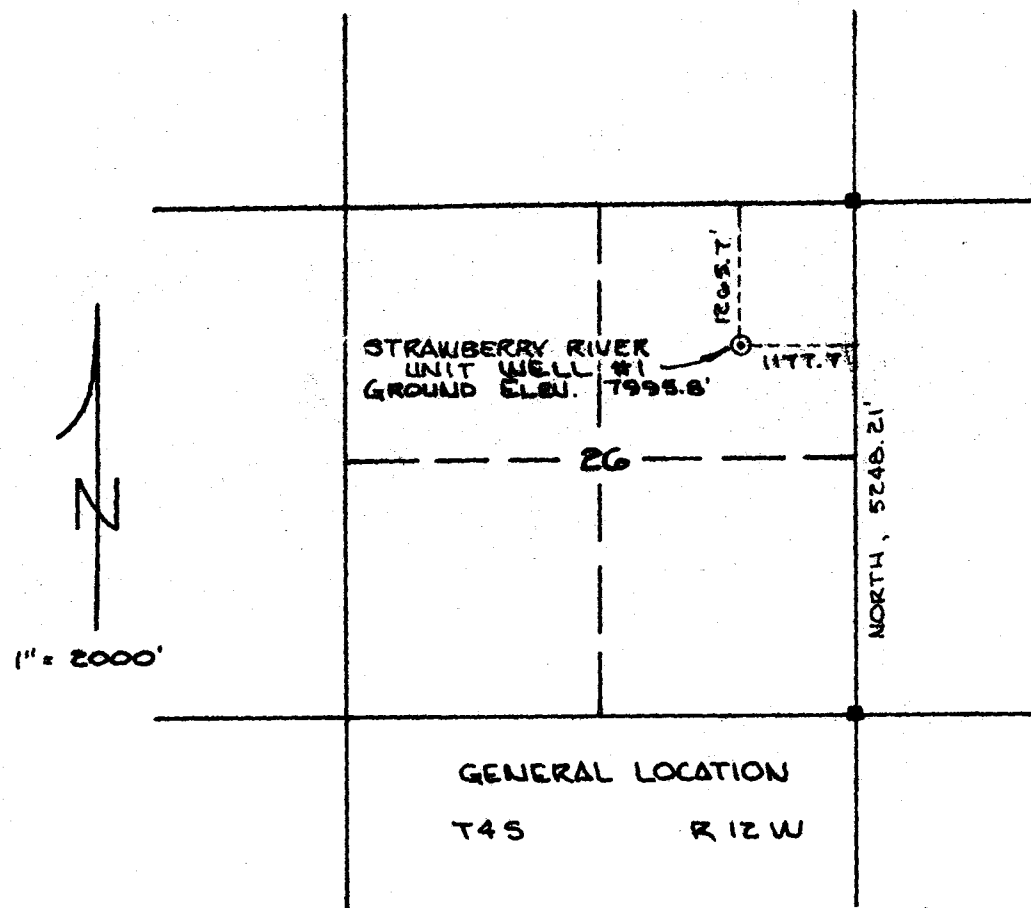 1265.7'
STRAWBERRY RIVER
UNIT WELL #1
GROUND ELEV. 7995.8'
1177.7'
26
NORTH, 5248.21'
N
1" = 2000'
GENERAL LOCATION
T4S R12W